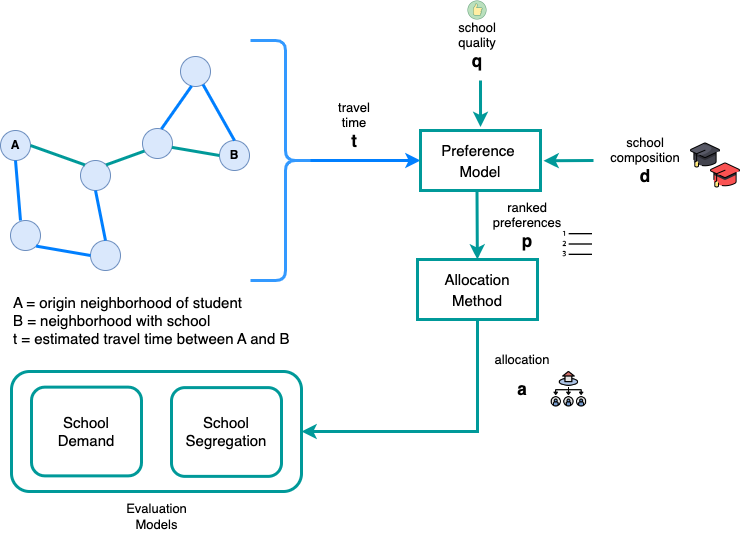 school
quality
q
travel
time
t
A
B
Preference
Model
school
composition
d
ranked
preferences
p
1
2
3
Allocation
Method
A = origin neighborhood of student
B = neighborhood with school
t = estimated travel time between A and B
allocation
a
School
Demand
School
Segregation
Evaluation
Models